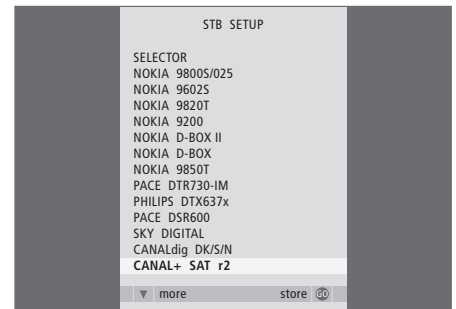 STB SETUP
SELECTOR
NOKIA 9800S/025
NOKIA 9602S
NOKIA 9820T
NOKIA 9200
NOKIA D-BOX II
NOKIA D-BOX
NOKIA 9850T
PACE DTR730-IM
PHILIPS DTX637x
PACE DSR600
SKY DIGITAL
CANALdig DK/S/N
CANAL+ SAT r2
▼ more store GO